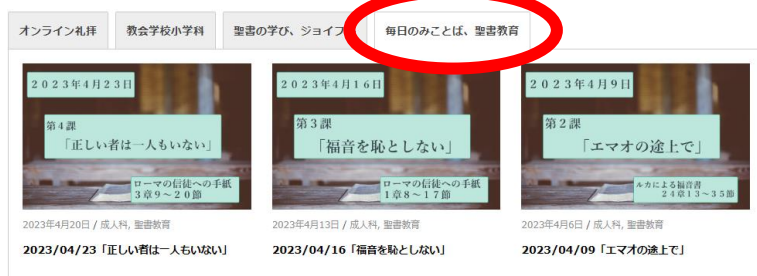 オンライン礼拝
教会学校小学科
聖書の学び、ジョイフ
毎日のみことば、聖書教育
2023年4月23日
第4課
「正しい者は一人もいない」
ローマの信徒への手紙
3章9～20節
2023年4月20日 / 成人科, 聖書教育
2023/04/23「正しい者は一人もいない」
2023年4月16日
第3課
「福音を恥としない」
ローマの信徒への手紙
1章8～17節
2023年4月13日 / 成人科, 聖書教育
2023/04/16「福音を恥としない」
2023年4月9日
第2課
「エマオの途上で」
ルカによる福音書
24章13～35節
2023年4月6日 / 成人科, 聖書教育
2023/04/09「エマオの途上で」